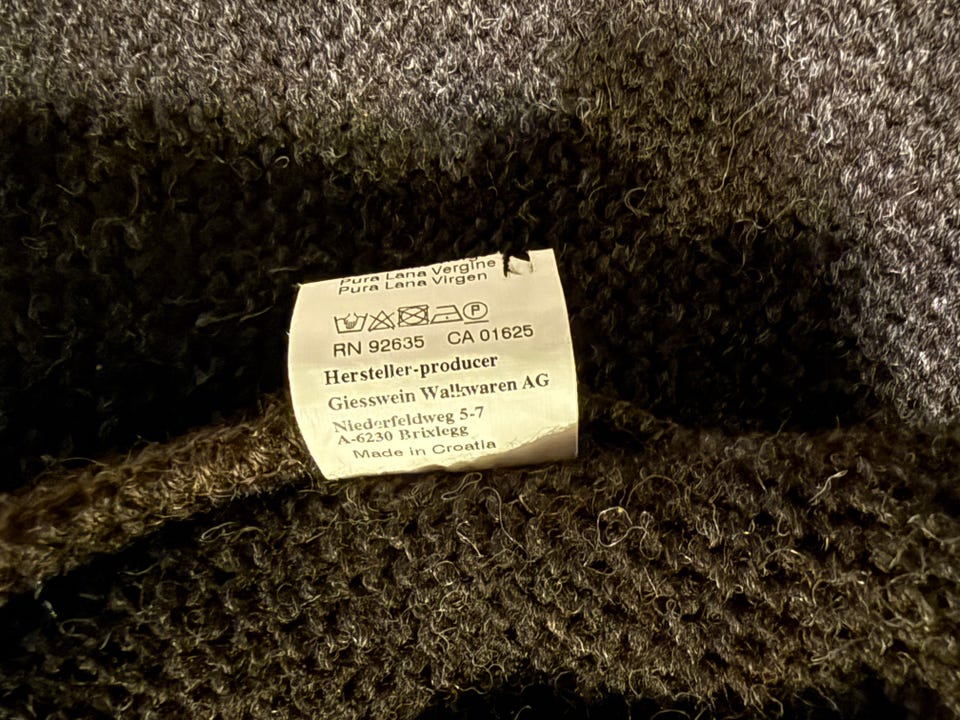 Pura Lana Vergine
Pura Lana Virgen
P
RN 92635 CA 01625
Hersteller-producer
Giesswein Walkwaren AG
Niederfeldweg 5-7
A-6230 Brixlegg
Made in Croatia